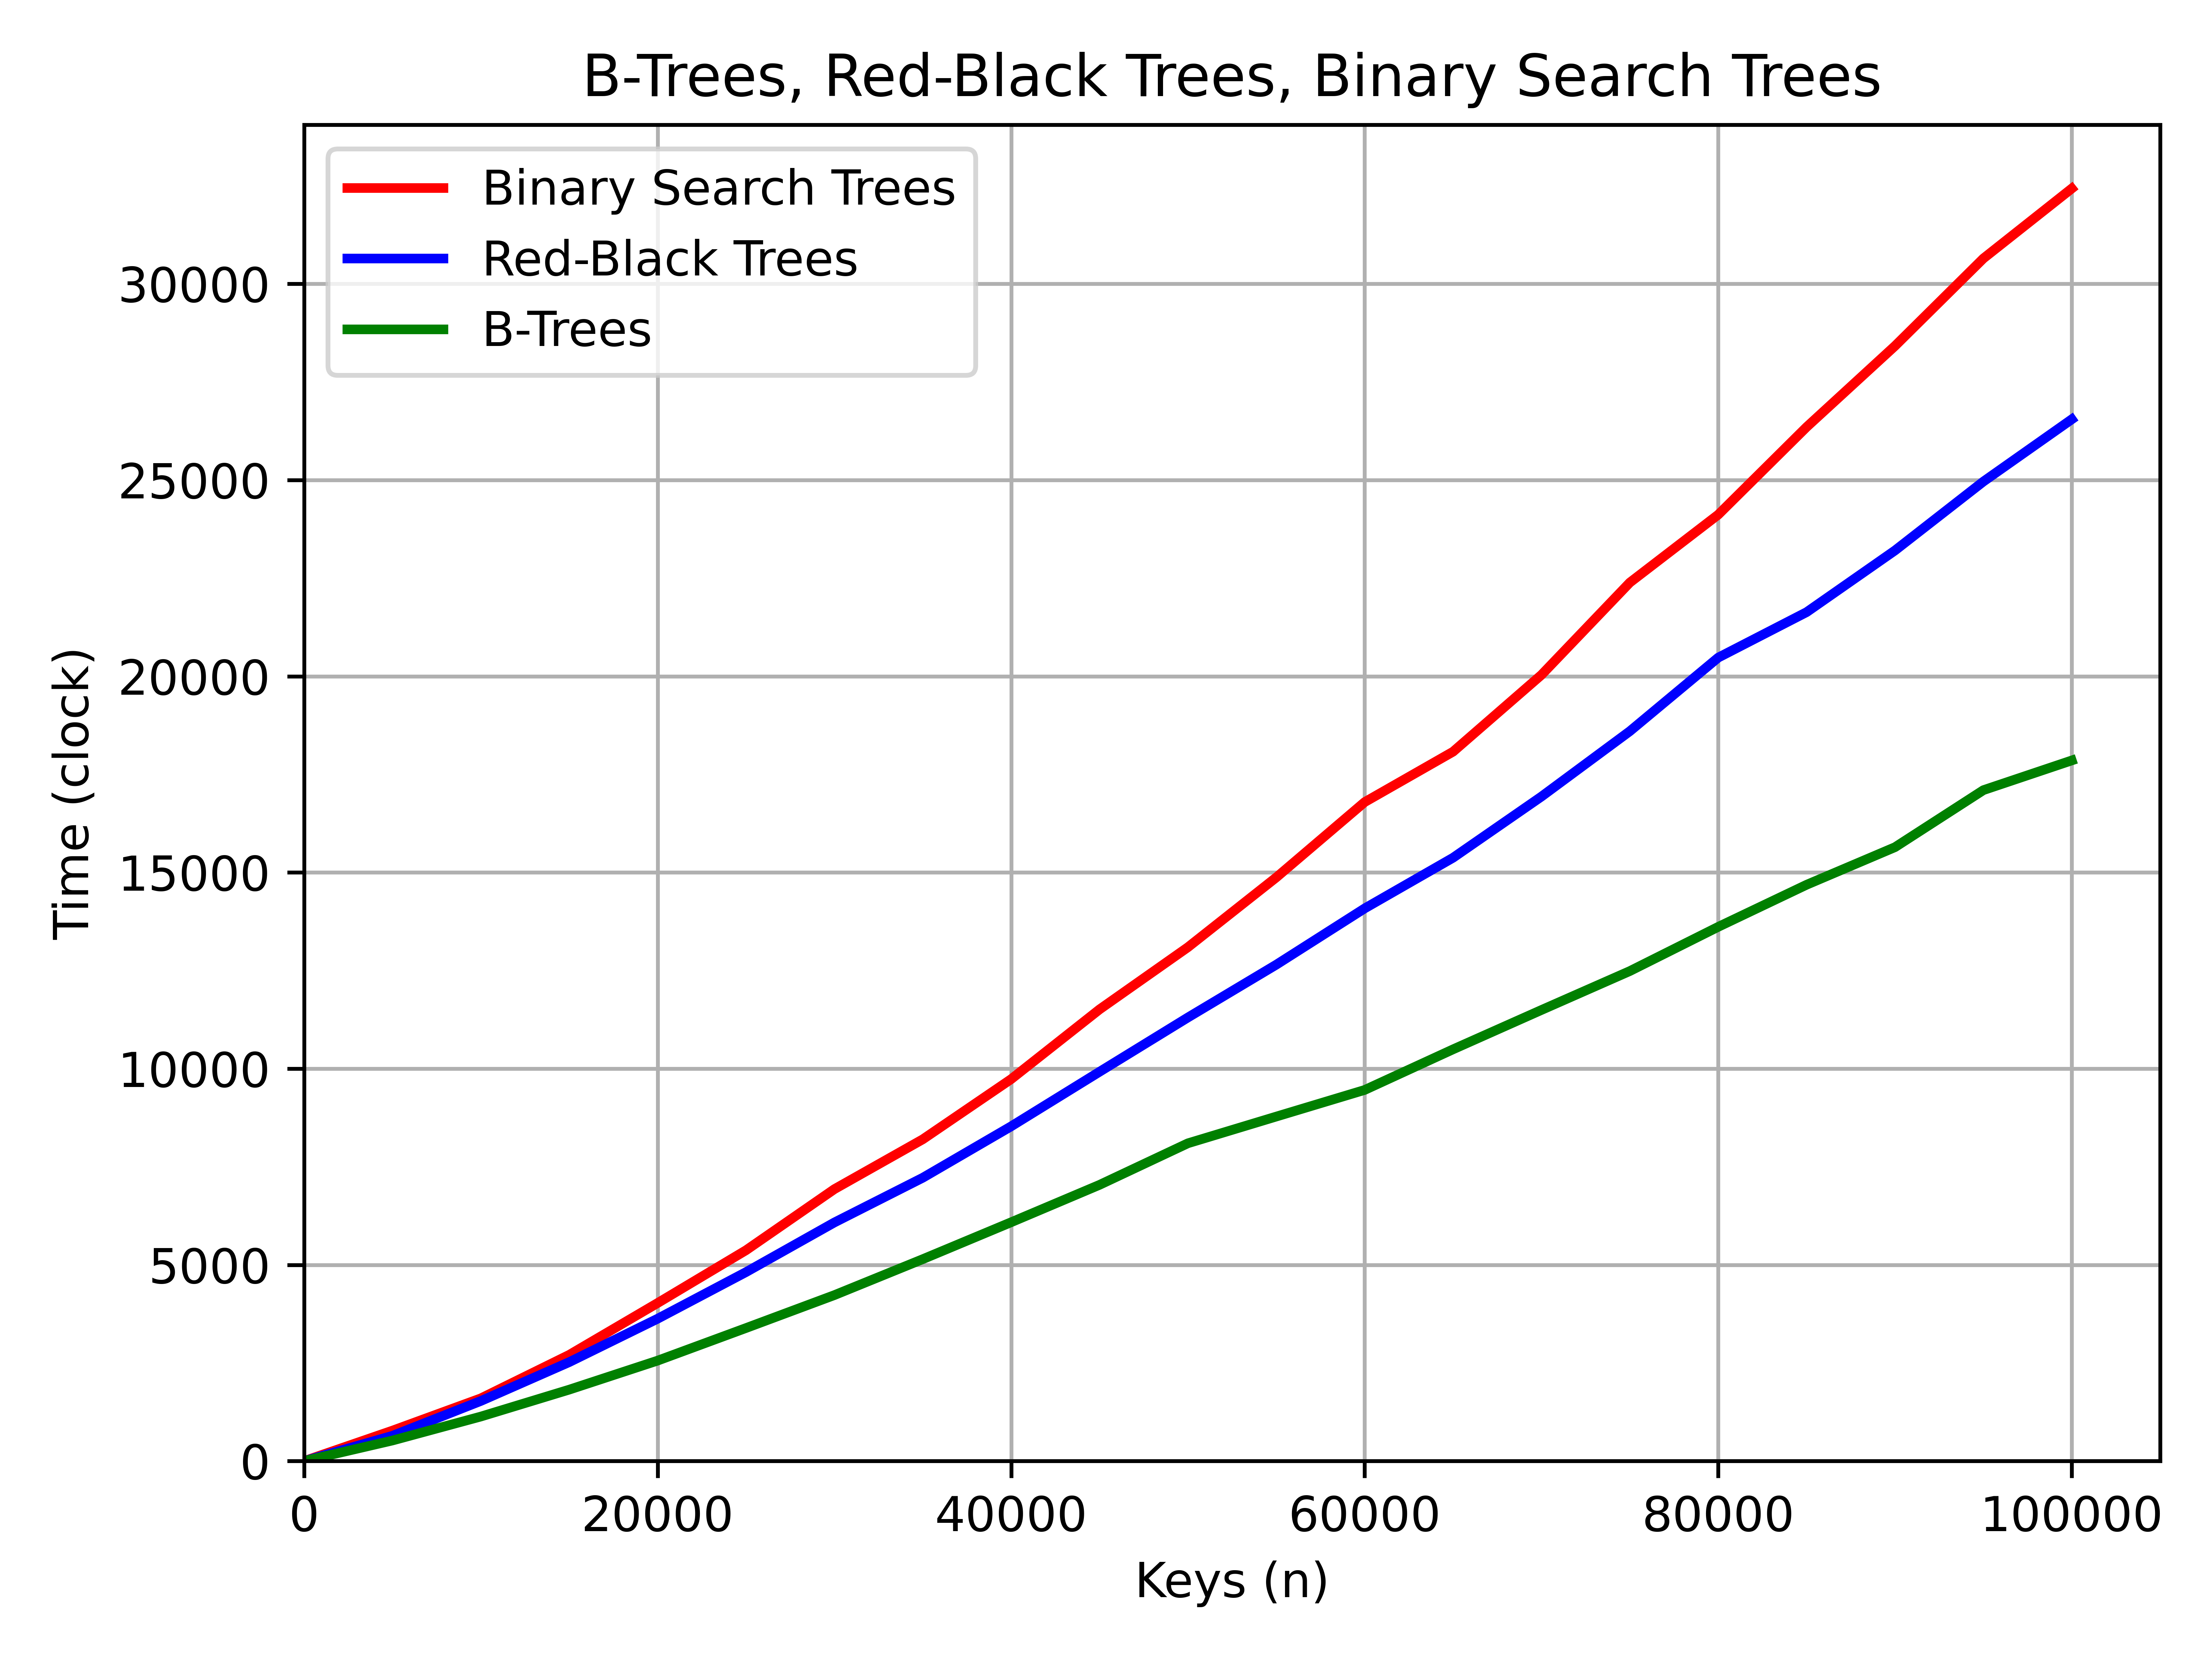 B-Trees, Red-Black Trees, Binary Search Trees
Binary Search Trees
Red-Black Trees
B-Trees
Time (clock)
30000
25000
20000
15000
10000
5000
0
0 20000 40000 60000 80000 100000
Keys (n)